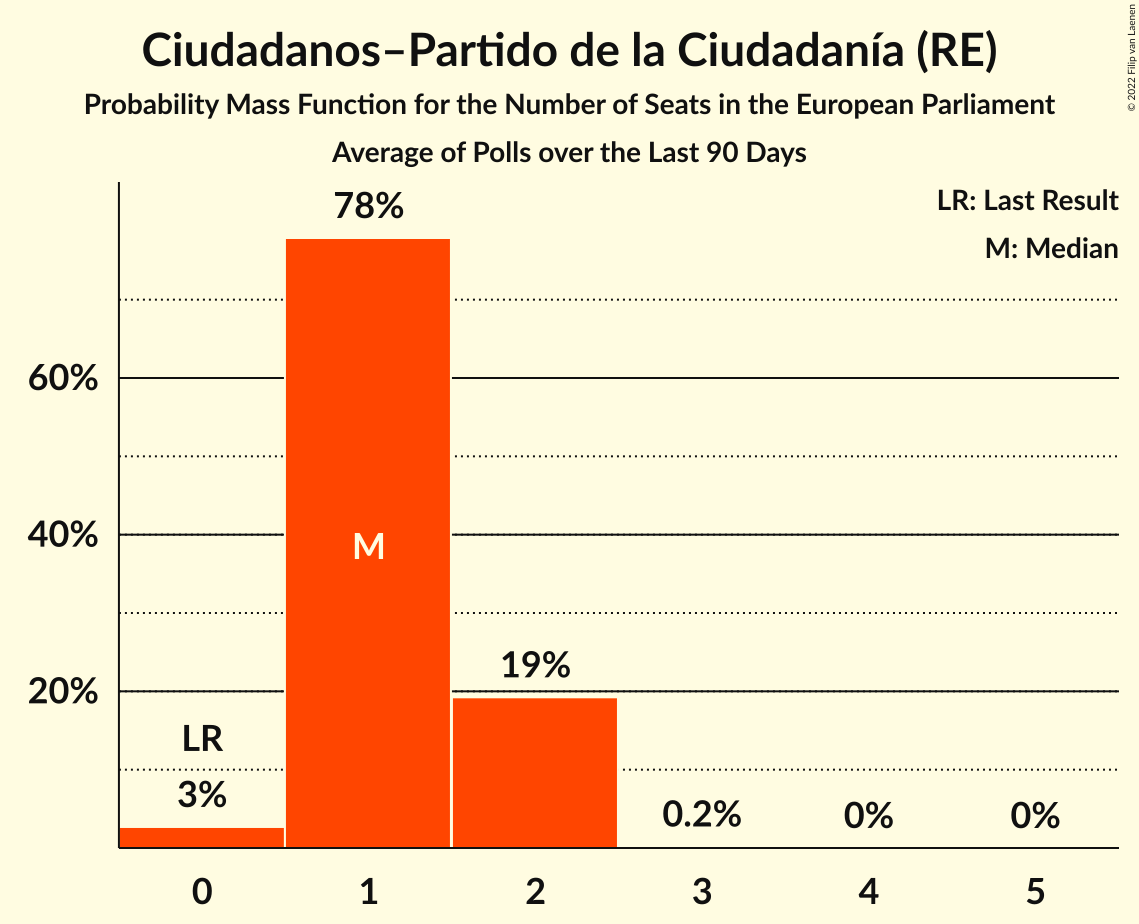 Ciudadanos–Partido de la Ciudadanía (RE)
Probability Mass Function for the Number of Seats in the European Parliament
Average of Polls over the Last 90 Days
© 2022 Filip van Laenen
LR: Last Result
M: Median
78%
60%
40%
20%
M
19%
LR
3%
0.2%
0%
0%
0 1 2 3 4 5